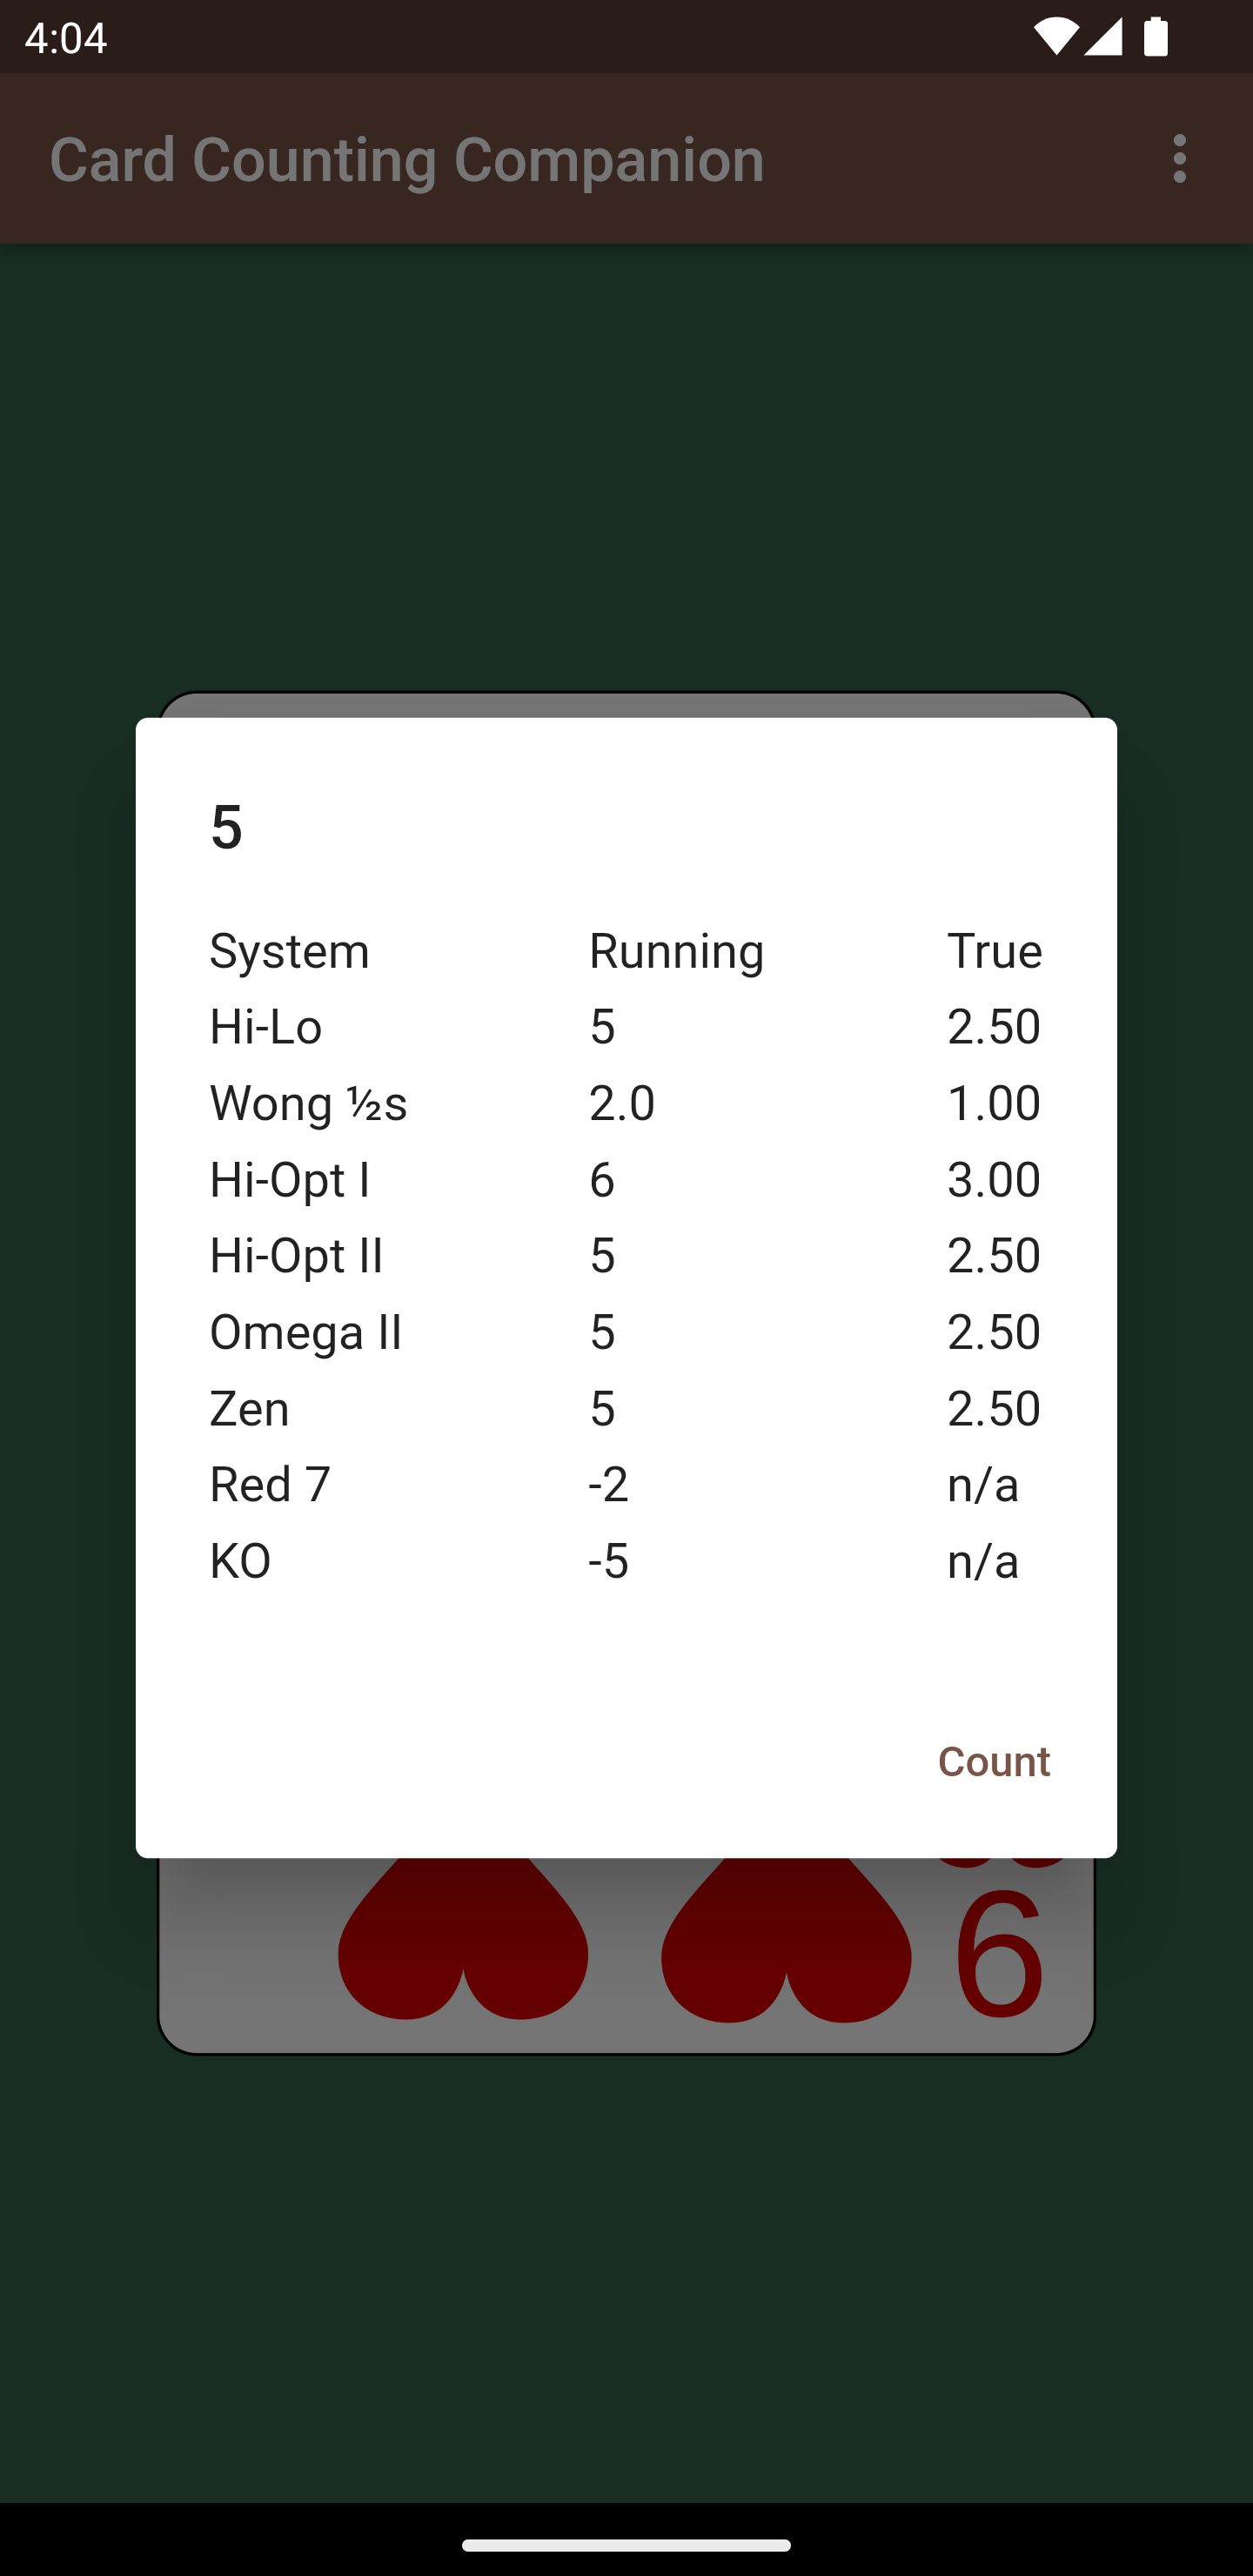 4:04
Card Counting Companion
5
System Running True
Hi-Lo 5 2.50
Wong ½s 2.0 1.00
Hi-Opt I 6 3.00
Hi-Opt II 5 2.50
Omega II 5 2.50
Zen 5 2.50
Red 7 -2 n/a
KO -5 n/a
Count
6